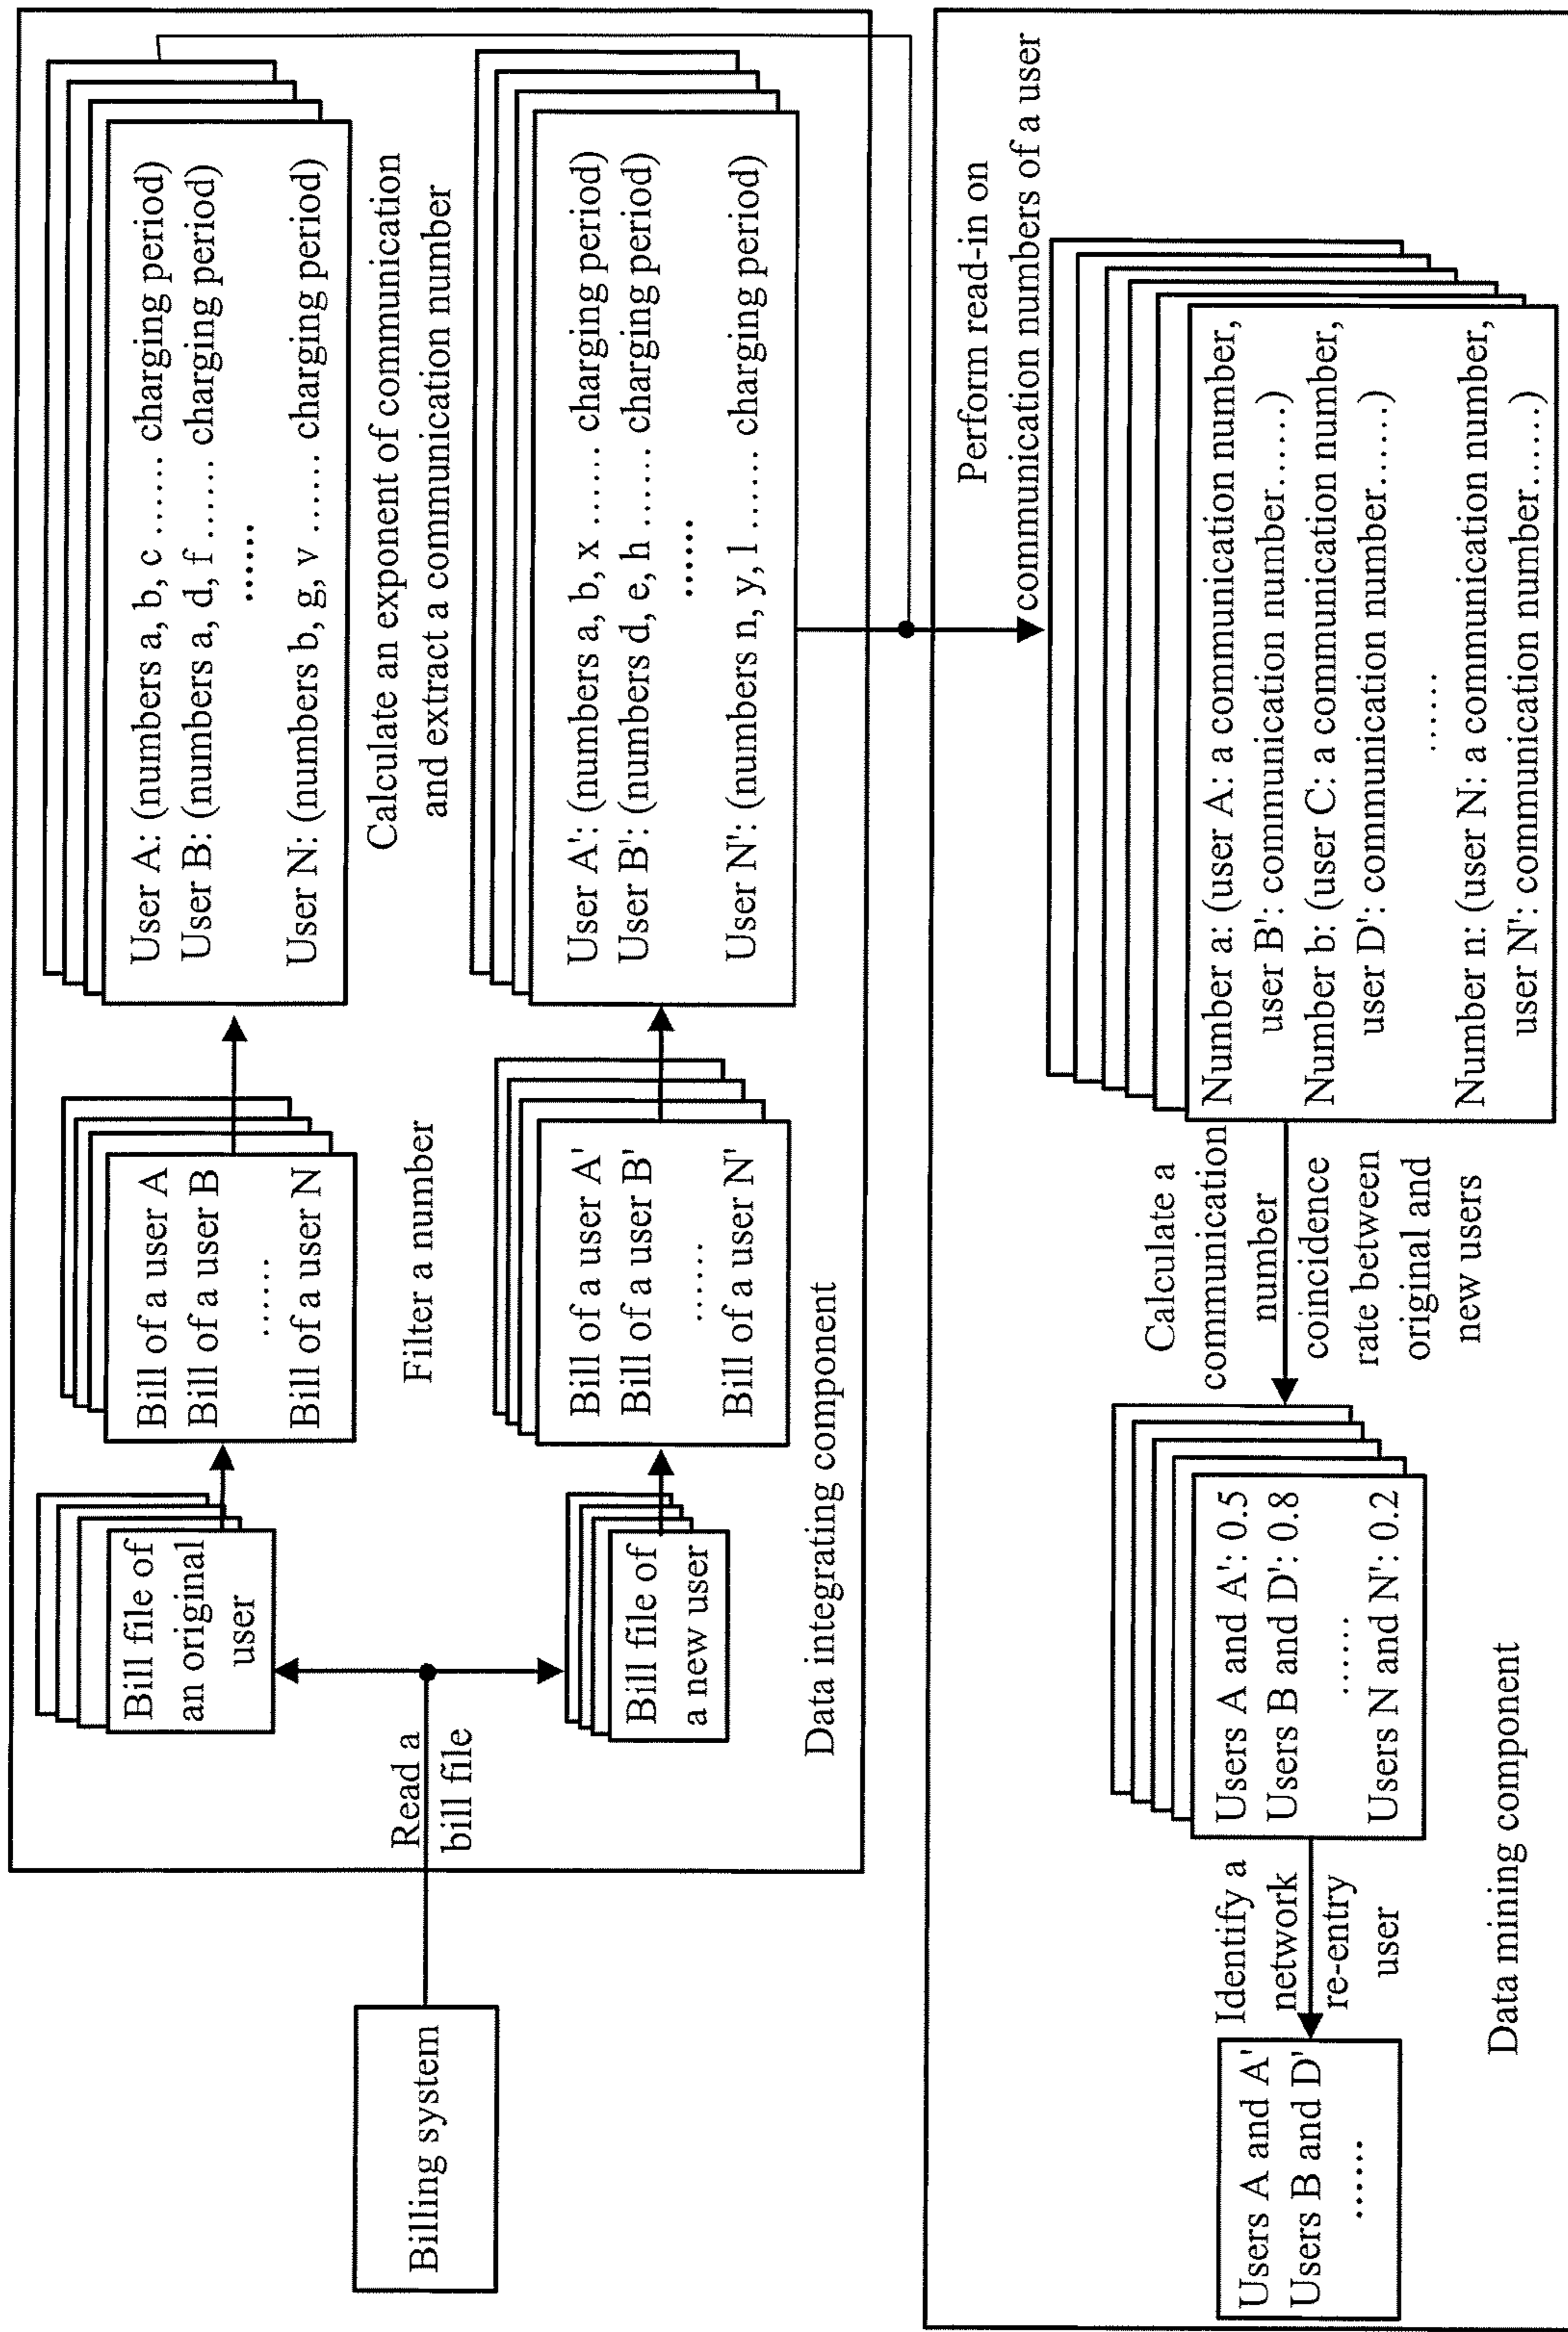 Billing system
Read a
bill file
Bill file of
an original
user
Bill of a user A
Bill of a user B
......
Bill of a user N
User A: (numbers a, b, c ...... charging period)
User B: (numbers a, d, f ...... charging period)
......
User N: (numbers b, g, v ...... charging period)
Filter a number
Calculate an exponent of communication
and extract a communication number
Bill file of
a new user
Bill of a user A'
Bill of a user B'
......
Bill of a user N'
User A': (numbers a, b, x ...... charging period)
User B': (numbers d, e, h ...... charging period)
......
User N': (numbers n, y, l ...... charging period)
Data integrating component
Perform read-in on
communication numbers of a user
Users A and A'
Users B and D'
......
Identify a
network
re-entry
user
Users A and A': 0.5
Users B and D': 0.8
......
Users N and N': 0.2
Calculate a
communication
number
coincidence
rate between
original and
new users
Number a: (user A: a communication number,
user B': communication number......)
Number b: (user C: a communication number,
user D': communication number......)
......
Number n: (user N: a communication number,
user N': communication number......)
Data mining component